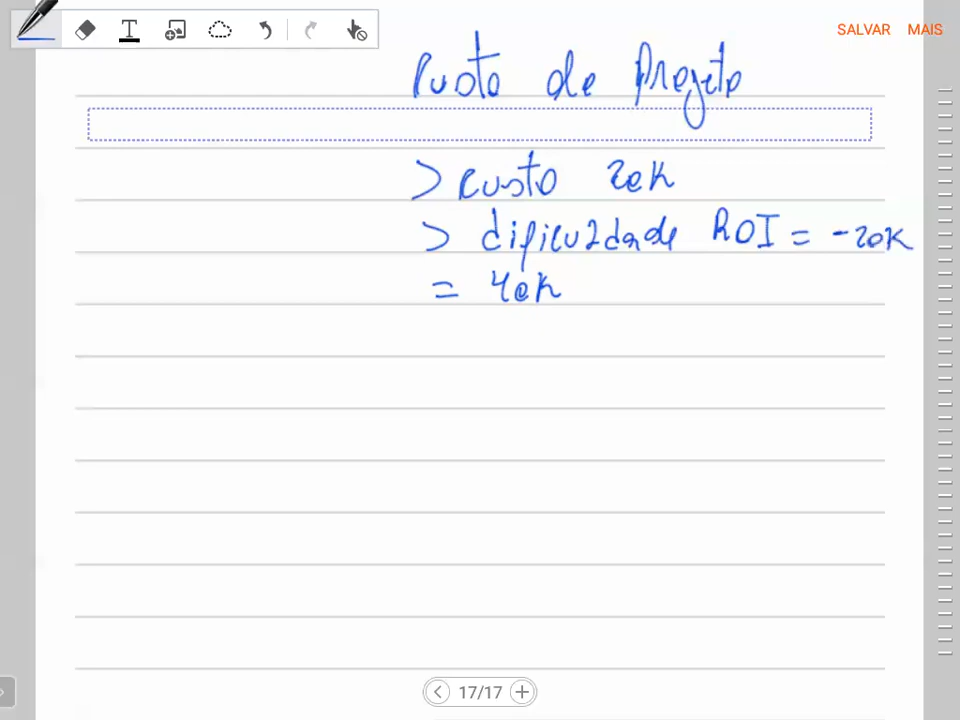 SALVAR MAIS
Custo de Projeto
> Custo 20K
> dificuldade ROI = -20K
= 40K
17/17